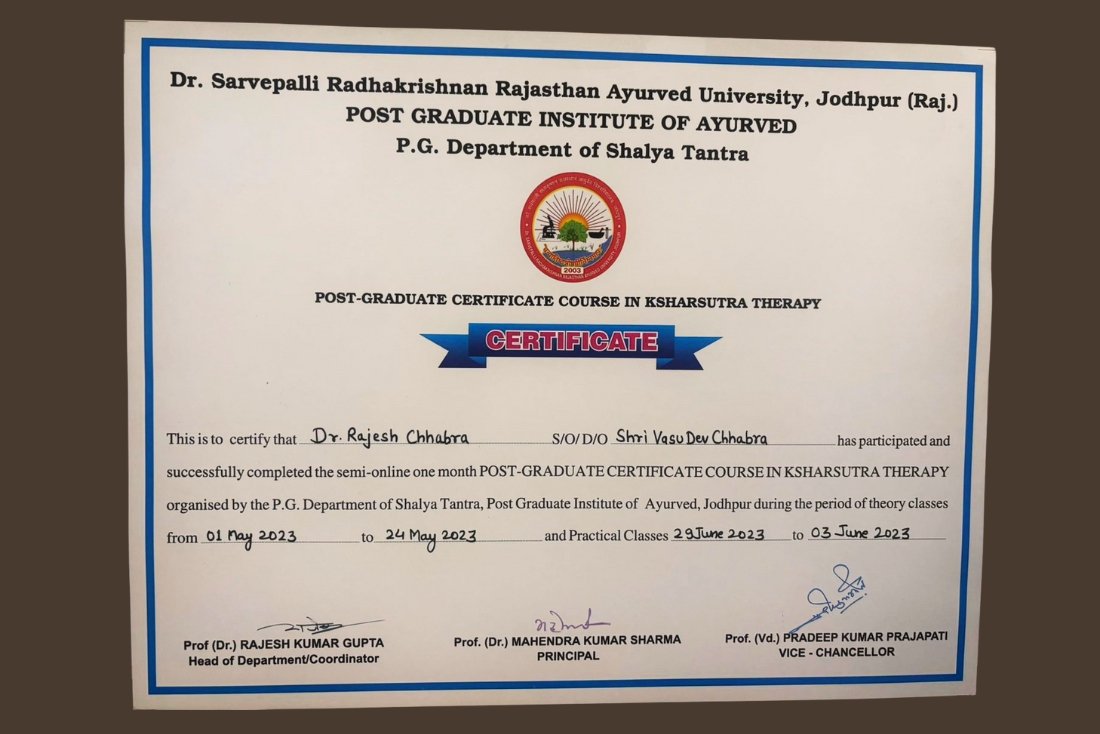 Dr. Sarvepalli Radhakrishnan Rajasthan Ayurved University, Jodhpur (Raj.)
POST GRADUATE INSTITUTE OF AYURVED
P.G. Department of Shalya Tantra
2003
POST-GRADUATE CERTIFICATE COURSE IN KSHARSUTRA THERAPY
CERTIFICATE
This is to certify that Dr. Rajesh Chhabra S/O/ D/O Shri Vasu Dev Chhabra has participated and
successfully completed the semi-online one month POST-GRADUATE CERTIFICATE COURSE IN KSHARSUTRA THERAPY
organised by the P.G. Department of Shalya Tantra, Post Graduate Institute of Ayurved, Jodhpur during the period of theory classes
from 01 May 2023 to 24 May 2023 and Practical Classes 29 June 2023 to 03 June 2023
Prof (Dr.) RAJESH KUMAR GUPTA
Head of Department/Coordinator
Prof. (Dr.) MAHENDRA KUMAR SHARMA
PRINCIPAL
Prof. (Vd.) PRADEEP KUMAR PRAJAPATI
VICE - CHANCELLOR